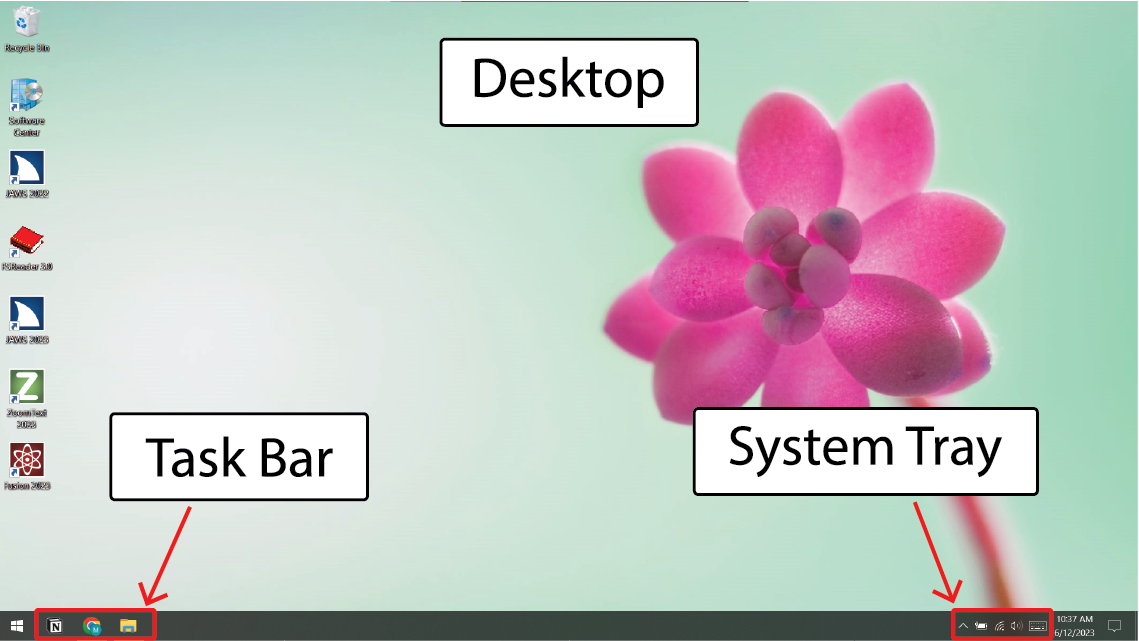 Desktop
Recycle Bin
Software
Center
JAWS 2022
FSReader 3.0
JAWS 2023
ZoomText
2023
Fusion 2023
Task Bar
System Tray
10:37 AM
6/12/2023